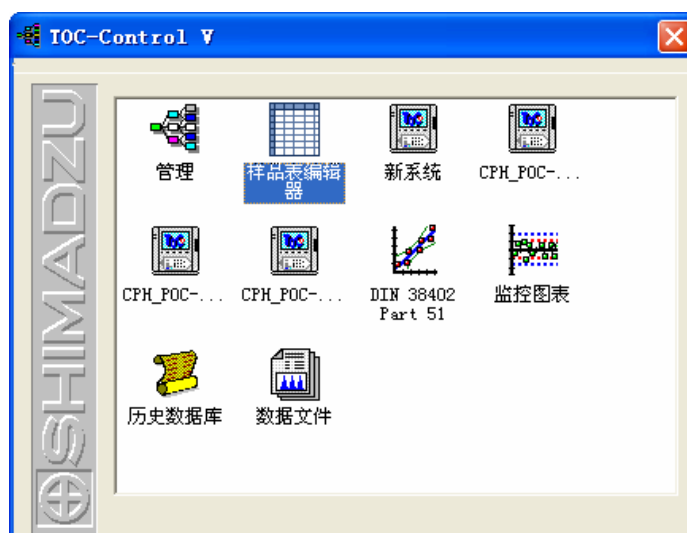 TOC-Control V
SHIMADZU
管理
样品表编辑
器
新系统
CPH_POC-...
CPH_POC-...
CPH_POC-...
DIN 38402
Part 51
监控图表
历史数据库
数据文件